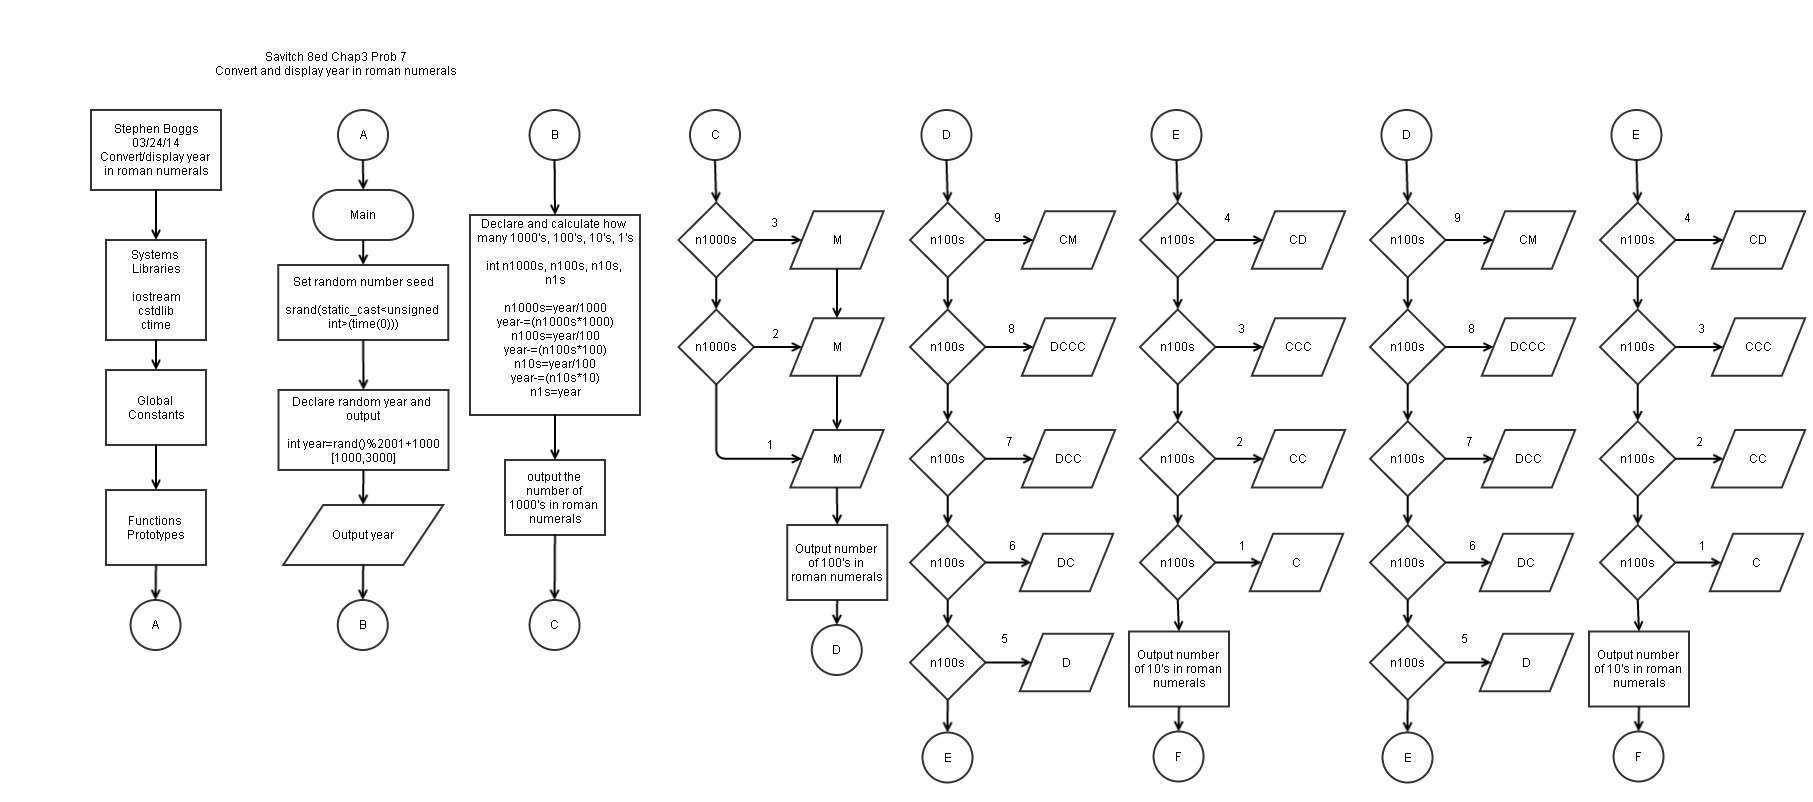 Savitch 8ed Chap3 Prob 7
Convert and display year in roman numerals
Stephen Boggs
03/24/14
Convert/display year
in roman numerals
Systems
Libraries
iostream
cstdlib
ctime
Global
Constants
Functions
Prototypes
A
A
Main
Set random number seed
srand(static_cast<unsigned
int>(time(0)))
Declare random year and
output
int year=rand()%2001+1000
[1000,3000]
Output year
B
B
Declare and calculate how
many 1000's, 100's, 10's, 1's
int n1000s, n100s, n10s,
n1s
n1000s=year/1000
year-=(n1000s*1000)
n100s=year/100
year-=(n100s*100)
n10s=year/100
year-=(n10s*10)
n1s=year
output the
number of
1000's in roman
numerals
C
C
n1000s
3
M
n1000s
2
M
1
M
Output number
of 100's in
roman numerals
D
D
n100s
9
CM
n100s
8
DCCC
n100s
7
DCC
n100s
6
DC
n100s
5
D
E
E
n100s
4
CD
n100s
3
CCC
n100s
2
CC
n100s
1
C
Output number
of 10's in roman
numerals
F
D
n100s
9
CM
n100s
8
DCCC
n100s
7
DCC
n100s
6
DC
n100s
5
D
E
E
n100s
4
CD
n100s
3
CCC
n100s
2
CC
n100s
1
C
Output number
of 10's in roman
numerals
F